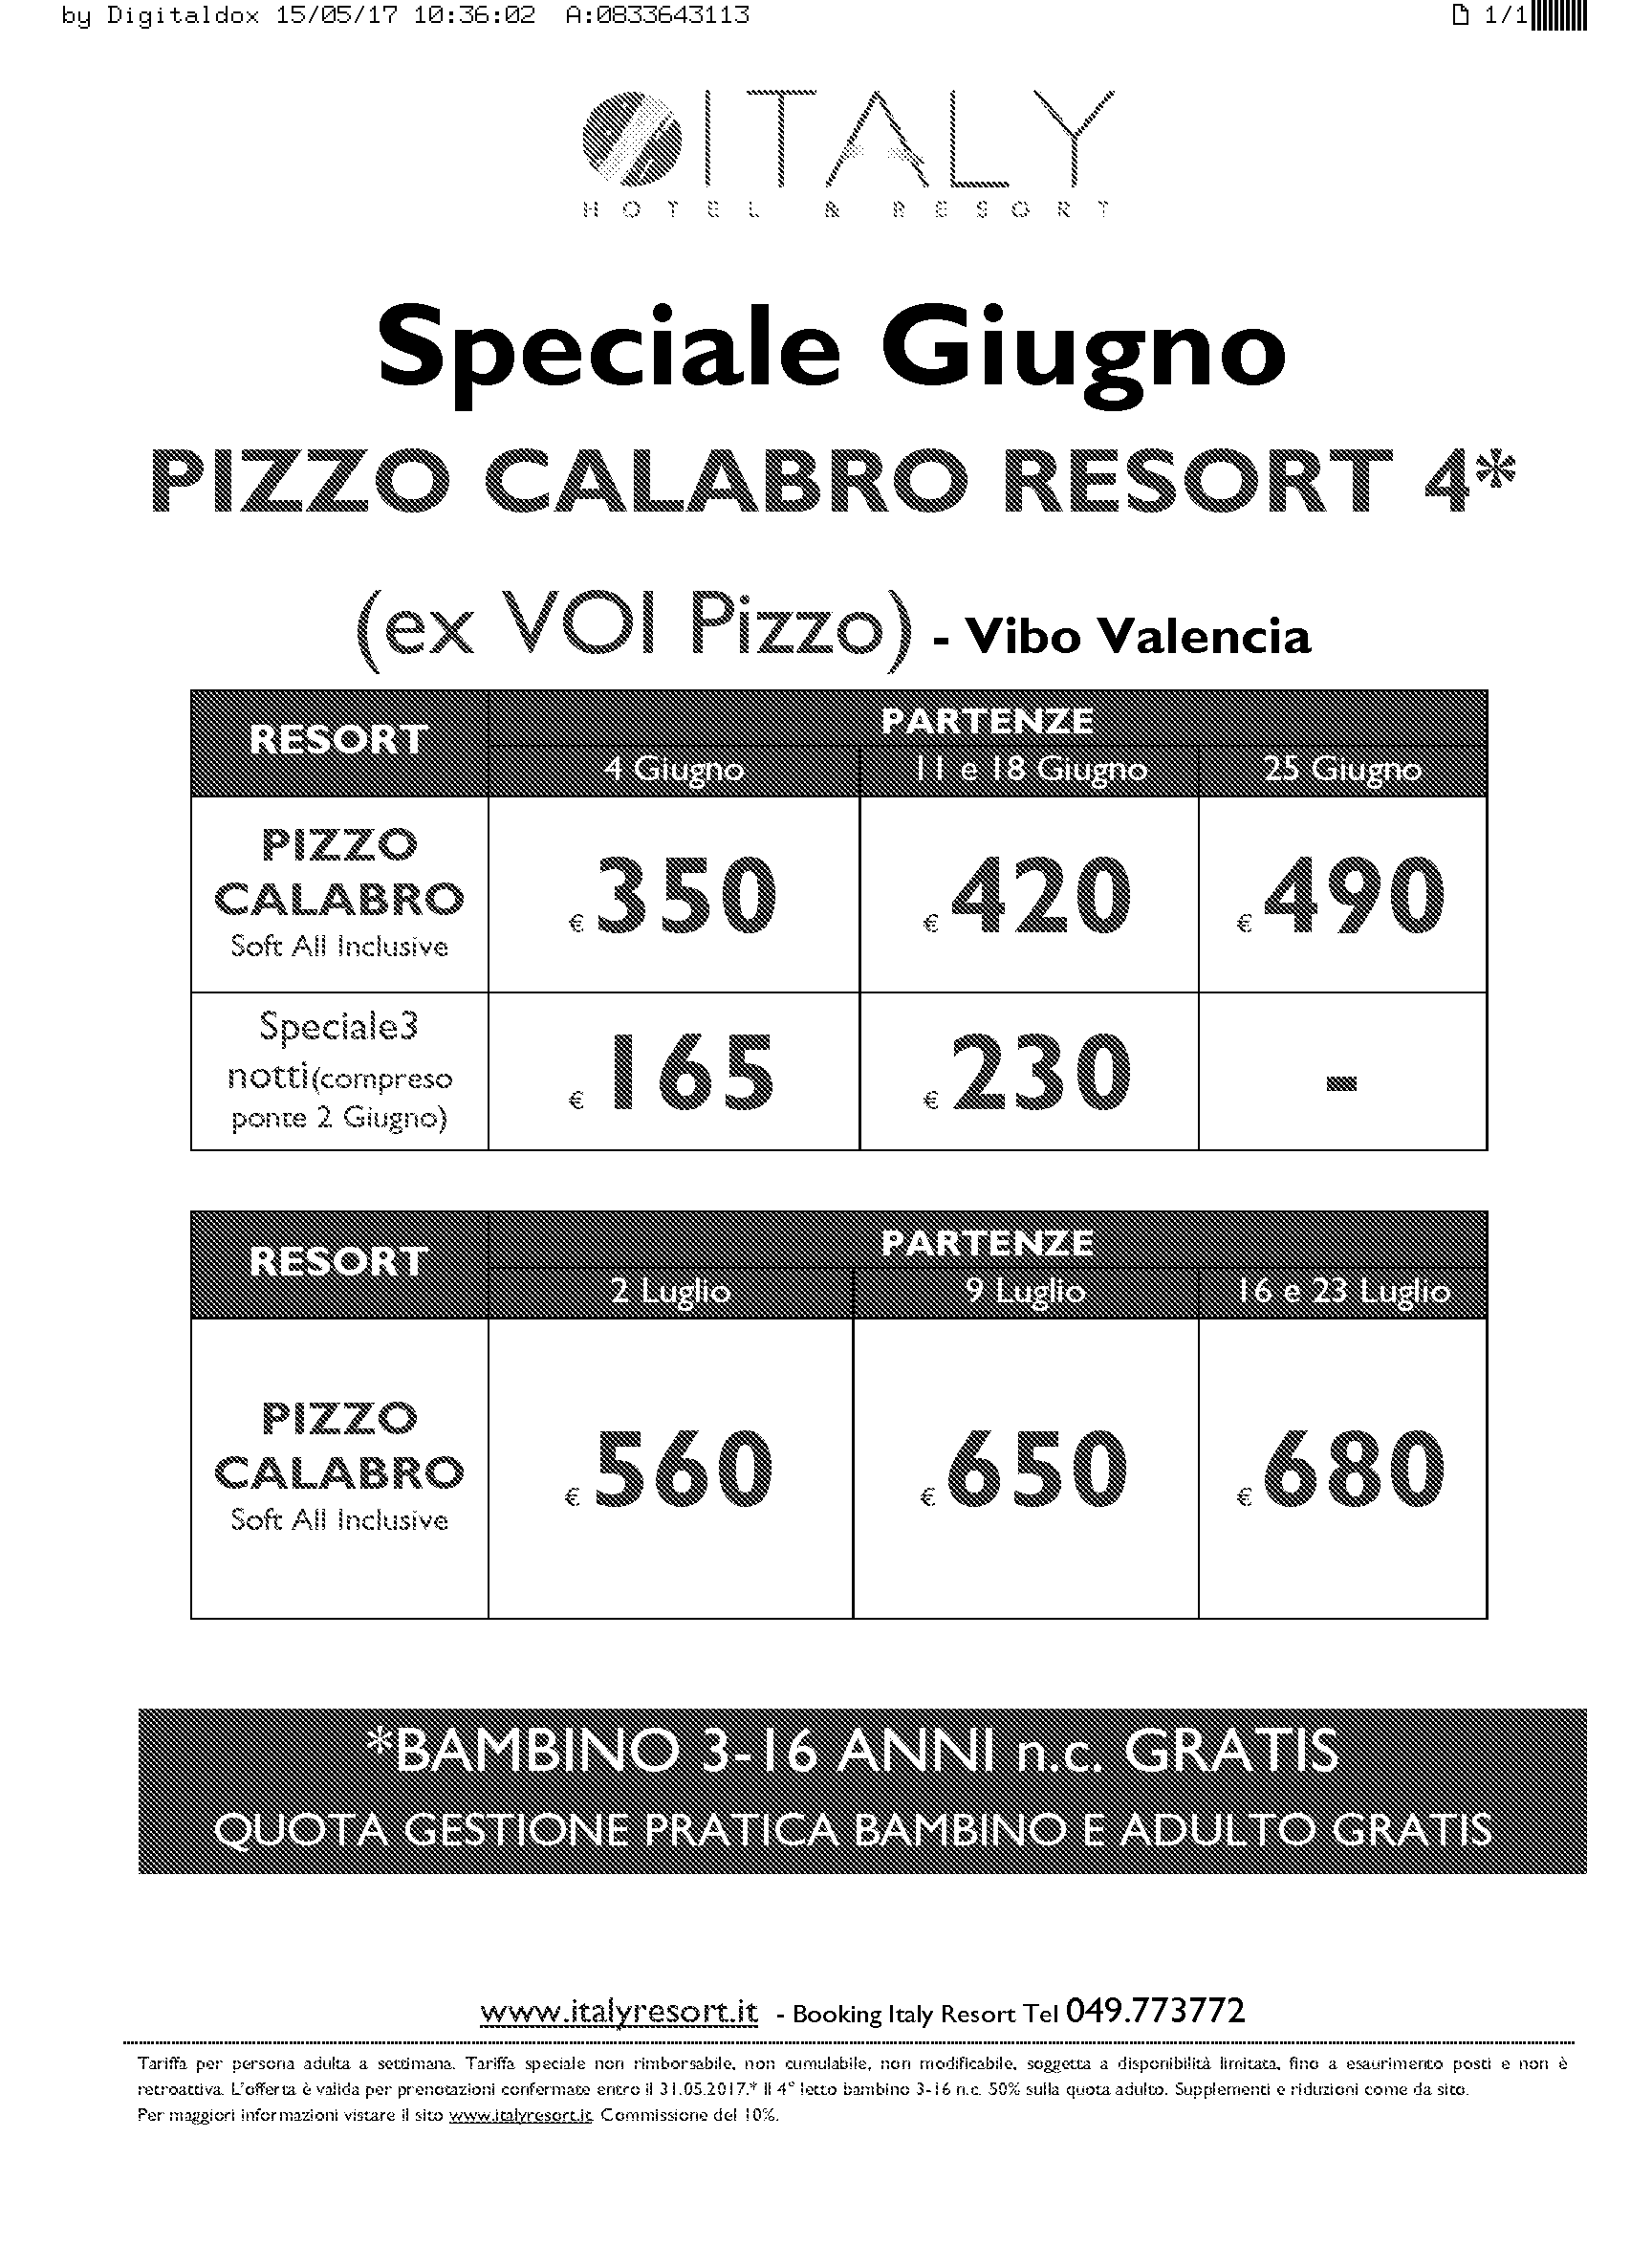 by Digitaldox 15/05/17 10:36:02 A:0833643113 1/1
ITALY
HOTEL & RESORT
Speciale Giugno
PIZZO CALABRO RESORT 4*
(ex VOI Pizzo) - Vibo Valencia
RESORT PARTENZE
4 Giugno 11 e 18 Giugno 25 Giugno
PIZZO
CALABRO
Soft All Inclusive
€ 350 € 420 € 490
Speciale3
notti(compreso
ponte 2 Giugno)
€ 165 € 230 -
RESORT PARTENZE
2 Luglio 9 Luglio 16 e 23 Luglio
PIZZO
CALABRO
Soft All Inclusive
€ 560 € 650 € 680
*BAMBINO 3-16 ANNI n.c. GRATIS
QUOTA GESTIONE PRATICA BAMBINO E ADULTO GRATIS
www.italyresort.it - Booking Italy Resort Tel 049.773772
Tariffa per persona adulta a settimana. Tariffa speciale non rimborsabile, non cumulabile, non modificabile, soggetta a disponibilità limitata, fino a esaurimento posti e non è
retroattiva. L'offerta è valida per prenotazioni confermate entro il 31.05.2017.* Il 4° letto bambino 3-16 n.c. 50% sulla quota adulto. Supplementi e riduzioni come da sito.
Per maggiori informazioni vistare il sito www.italyresort.it. Commissione del 10%.